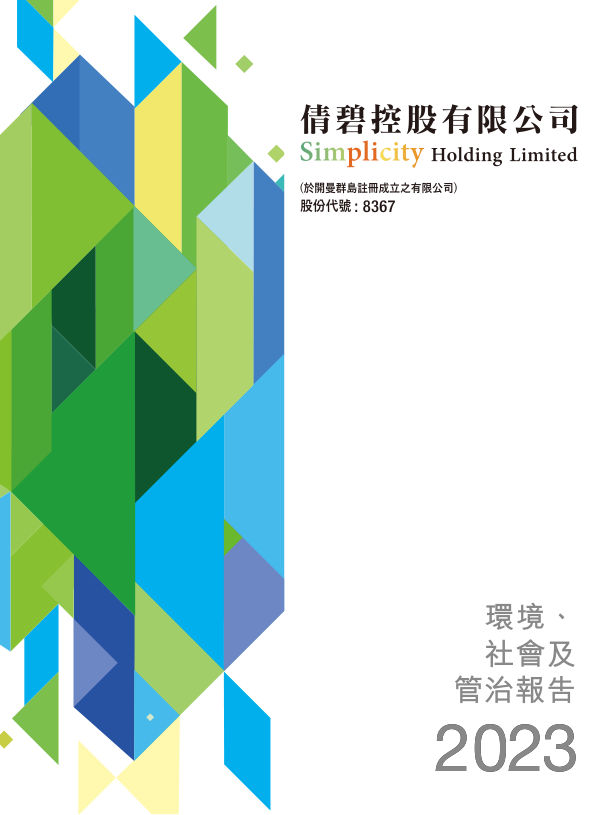 倩碧控股有限公司
Simplicity Holding Limited
(於開曼群島註冊成立之有限公司)
股份代號 : 8367
環境、
社會及
管治報告
2023